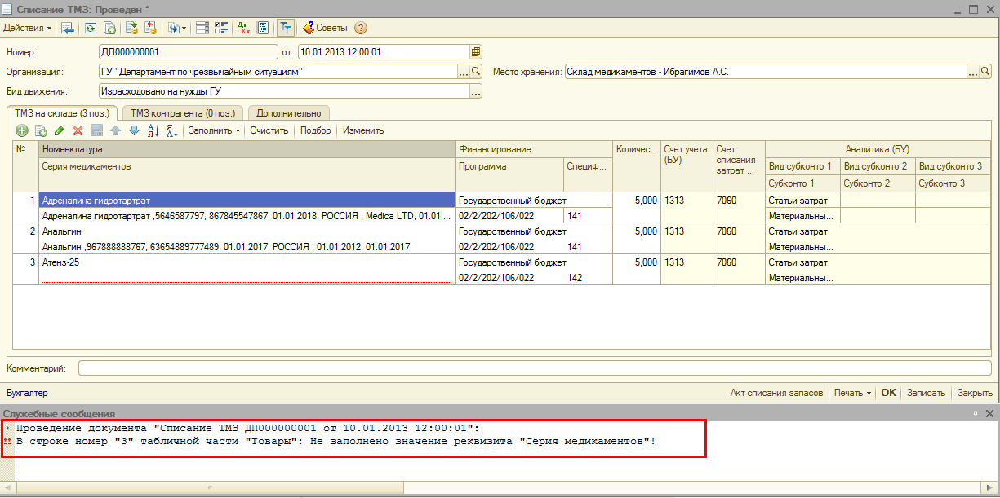 Списание ТМЗ: Проведен *
Действия
Советы
Номер: ДП000000001 от: 10.01.2013 12:00:01
Организация: ГУ "Департамент по чрезвычайным ситуациям" ... Место хранения: Склад медикаментов - Ибрагимов А.С. ...
Вид движения: Израсходовано на нужды ГУ ...
ТМЗ на складе (3 поз.) ТМЗ контрагента (0 поз.) Дополнительно
Заполнить Очистить Подбор Изменить
№ Номенклатура Финансирование Количес... Счет учета (БУ) Счет списания затрат ... Аналитика (БУ)
Серия медикаментов Программа Специф... Вид субконто 1 Вид субконто 2 Вид субконто 3
Субконто 1 Субконто 2 Субконто 3
1 Адреналина гидротартрат Государственный бюджет 5,000 1313 7060 Статьи затрат
Адреналина гидротартрат ,5646587797, 867845547867, 01.01.2018, РОССИЯ , Medica LTD, 01.01.... 02/2/202/106/022 141 Материальны...
2 Анальгин Государственный бюджет 5,000 1313 7060 Статьи затрат
Анальгин ,967888888767, 63654889777489, 01.01.2017, РОССИЯ , 01.01.2012, 01.01.2017 02/2/202/106/022 141 Материальны...
3 Атенз-25 Государственный бюджет 5,000 1313 7060 Статьи затрат
02/2/202/106/022 142 Материальны...
Комментарий:
Бухгалтер Акт списания запасов Печать OK Записать Закрыть
Служебные сообщения
Проведение документа "Списание ТМЗ ДП000000001 от 10.01.2013 12:00:01":
!! В строке номер "3" табличной части "Товары": Не заполнено значение реквизита "Серия медикаментов"!